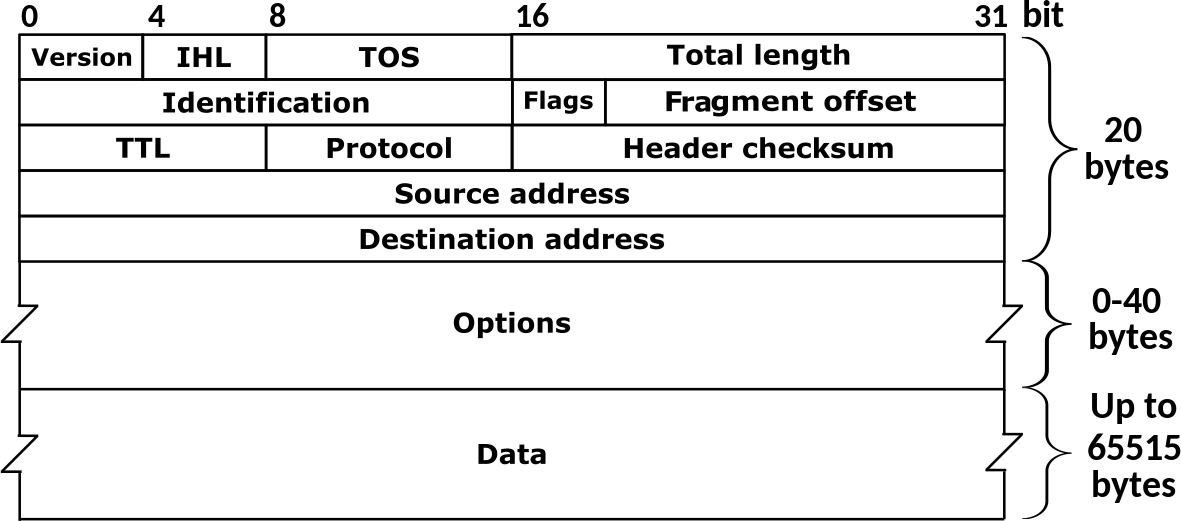 0 4 8 16 31 bit
Version IHL TOS Total length
Identification Flags Fragment offset
TTL Protocol Header checksum
Source address
Destination address
20
bytes
Options
0-40
bytes
Data
Up to
65515
bytes